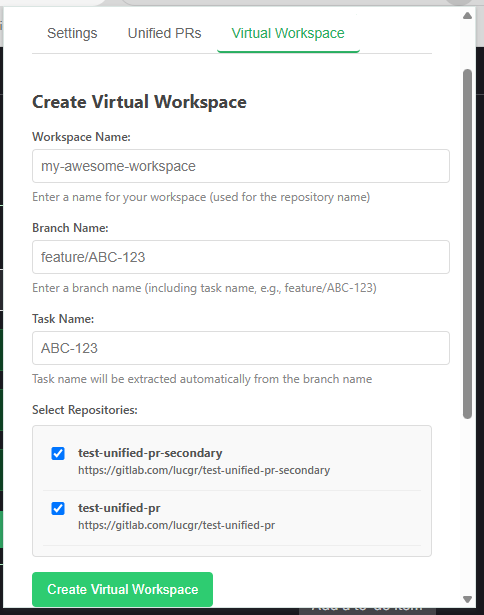 Settings Unified PRs Virtual Workspace
Create Virtual Workspace
Workspace Name:
my-awesome-workspace
Enter a name for your workspace (used for the repository name)
Branch Name:
feature/ABC-123
Enter a branch name (including task name, e.g., feature/ABC-123)
Task Name:
ABC-123
Task name will be extracted automatically from the branch name
Select Repositories:
test-unified-pr-secondary
https://gitlab.com/lucgr/test-unified-pr-secondary
test-unified-pr
https://gitlab.com/lucgr/test-unified-pr
Create Virtual Workspace